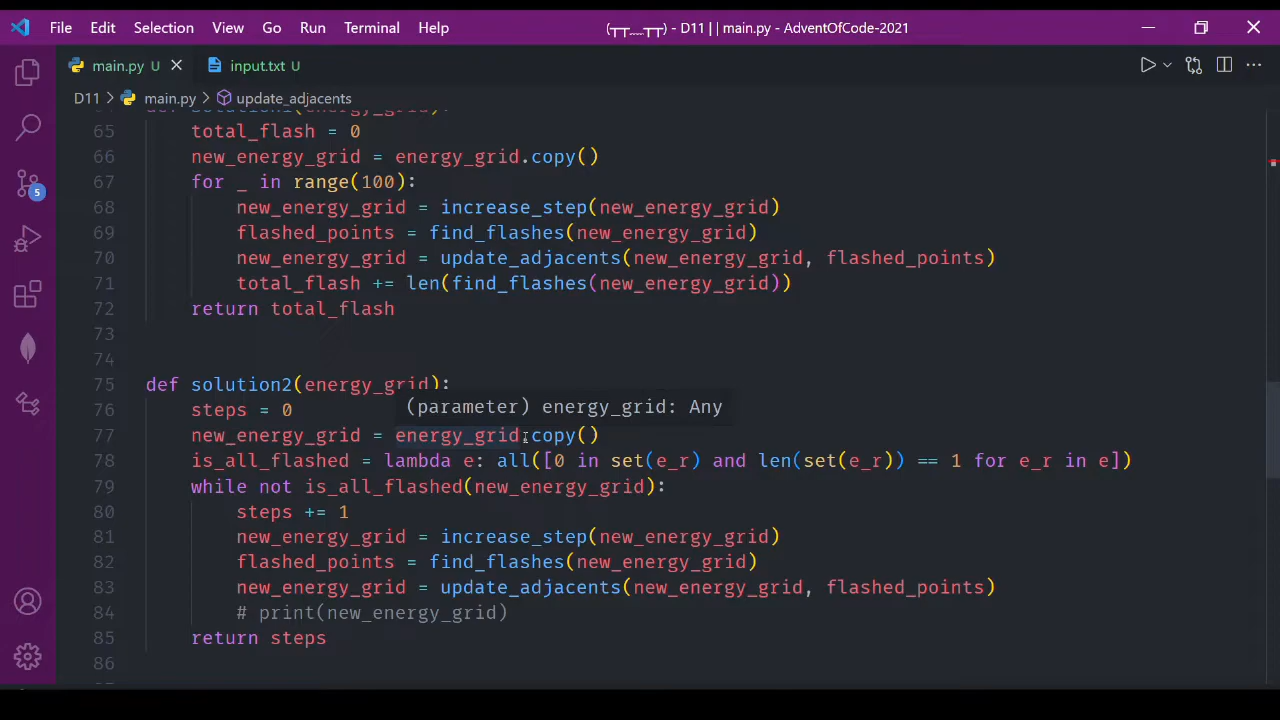 File Edit Selection View Go Run Terminal Help (┬┬﹏┬┬) - D11 | | main.py - AdventOfCode-2021
main.py U input.txt U
D11 > main.py > update_adjacents
65 total_flash = 0
66 new_energy_grid = energy_grid.copy()
67 for _ in range(100):
68 new_energy_grid = increase_step(new_energy_grid)
69 flashed_points = find_flashes(new_energy_grid)
70 new_energy_grid = update_adjacents(new_energy_grid, flashed_points)
71 total_flash += len(find_flashes(new_energy_grid))
72 return total_flash
73
74
75 def solution2(energy_grid):
76 steps = 0
(parameter) energy_grid: Any
77 new_energy_grid = energy_grid.copy()
78 is_all_flashed = lambda e: all([0 in set(e_r) and len(set(e_r)) == 1 for e_r in e])
79 while not is_all_flashed(new_energy_grid):
80 steps += 1
81 new_energy_grid = increase_step(new_energy_grid)
82 flashed_points = find_flashes(new_energy_grid)
83 new_energy_grid = update_adjacents(new_energy_grid, flashed_points)
84 # print(new_energy_grid)
85 return steps
86
5